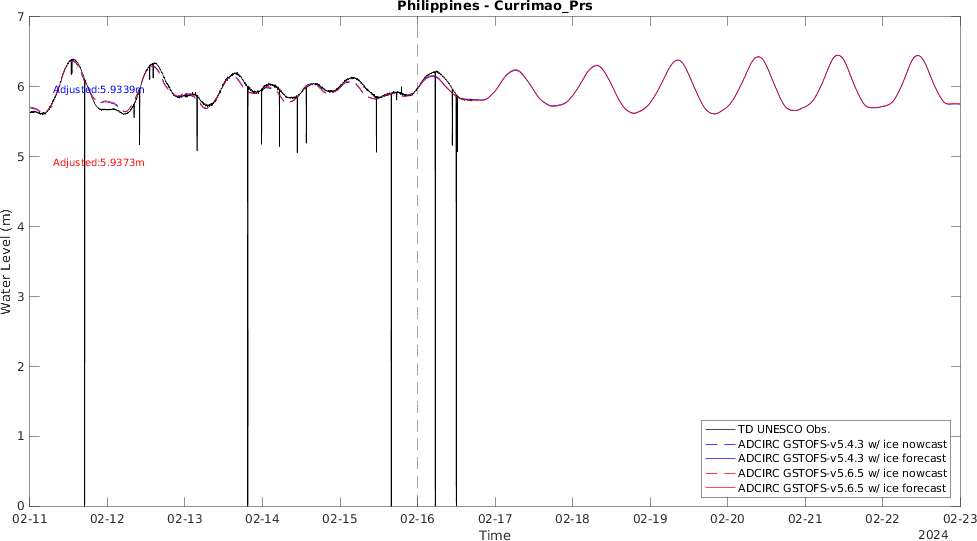 Philippines - Currimao_Prs
7
6
5
4
3
2
1
0
Water Level (m)
Adjusted:5.9339m
Adjusted:5.9373m
TD UNESCO Obs.
ADCIRC GSTOFS-v5.4.3 w/ ice nowcast
ADCIRC GSTOFS-v5.4.3 w/ ice forecast
ADCIRC GSTOFS-v5.6.5 w/ ice nowcast
ADCIRC GSTOFS-v5.6.5 w/ ice forecast
02-11 02-12 02-13 02-14 02-15 02-16 02-17 02-18 02-19 02-20 02-21 02-22 02-23
Time
2024